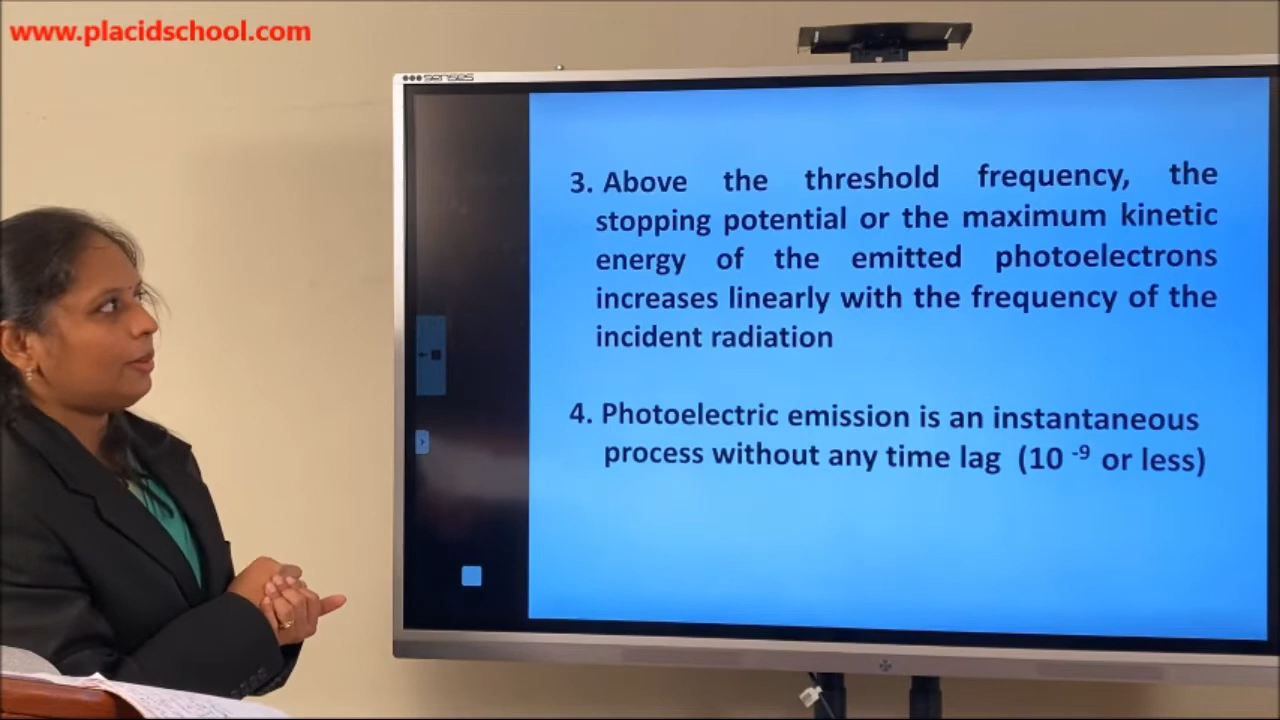 www.placidschool.com
senses
3. Above the threshold frequency, the
stopping potential or the maximum kinetic
energy of the emitted photoelectrons
increases linearly with the frequency of the
incident radiation
4. Photoelectric emission is an instantaneous
process without any time lag (10 -9 or less)